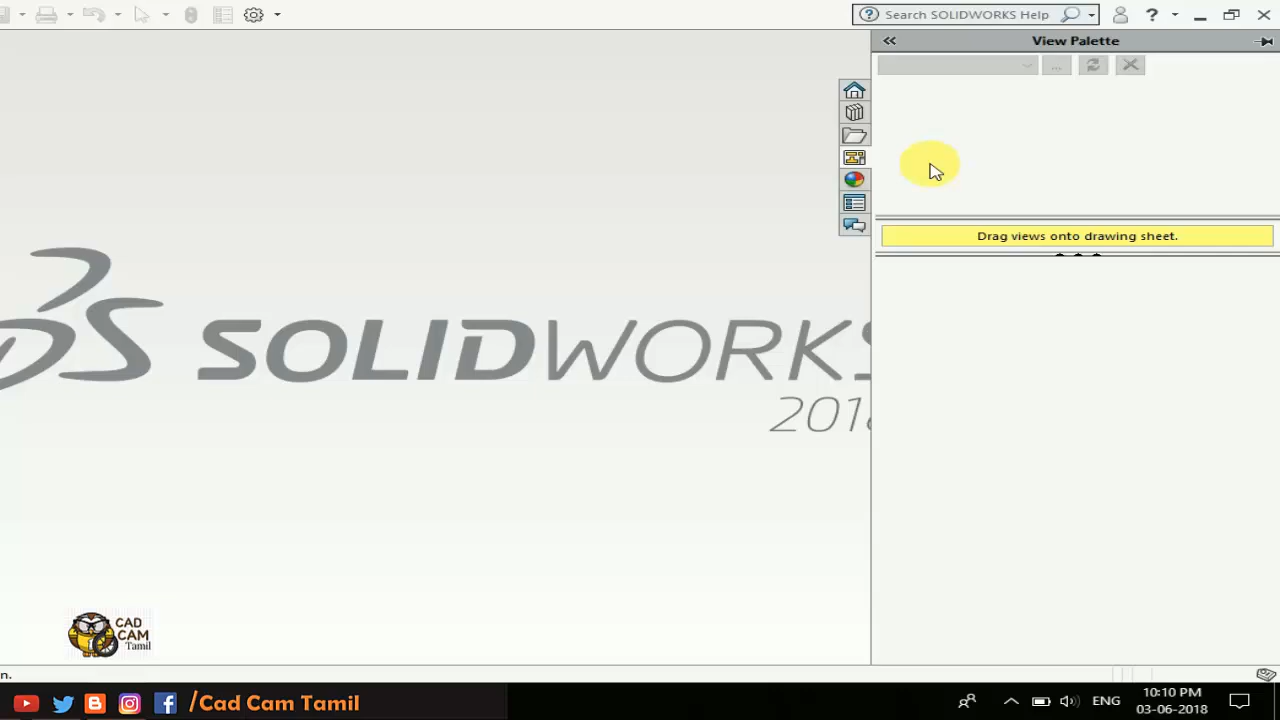 Search SOLIDWORKS Help
?
View Palette
...
Drag views onto drawing sheet.
SOLIDWORKS
CAD
CAM
Tamil
n.
/Cad Cam Tamil
ENG
10:10 PM
03-06-2018